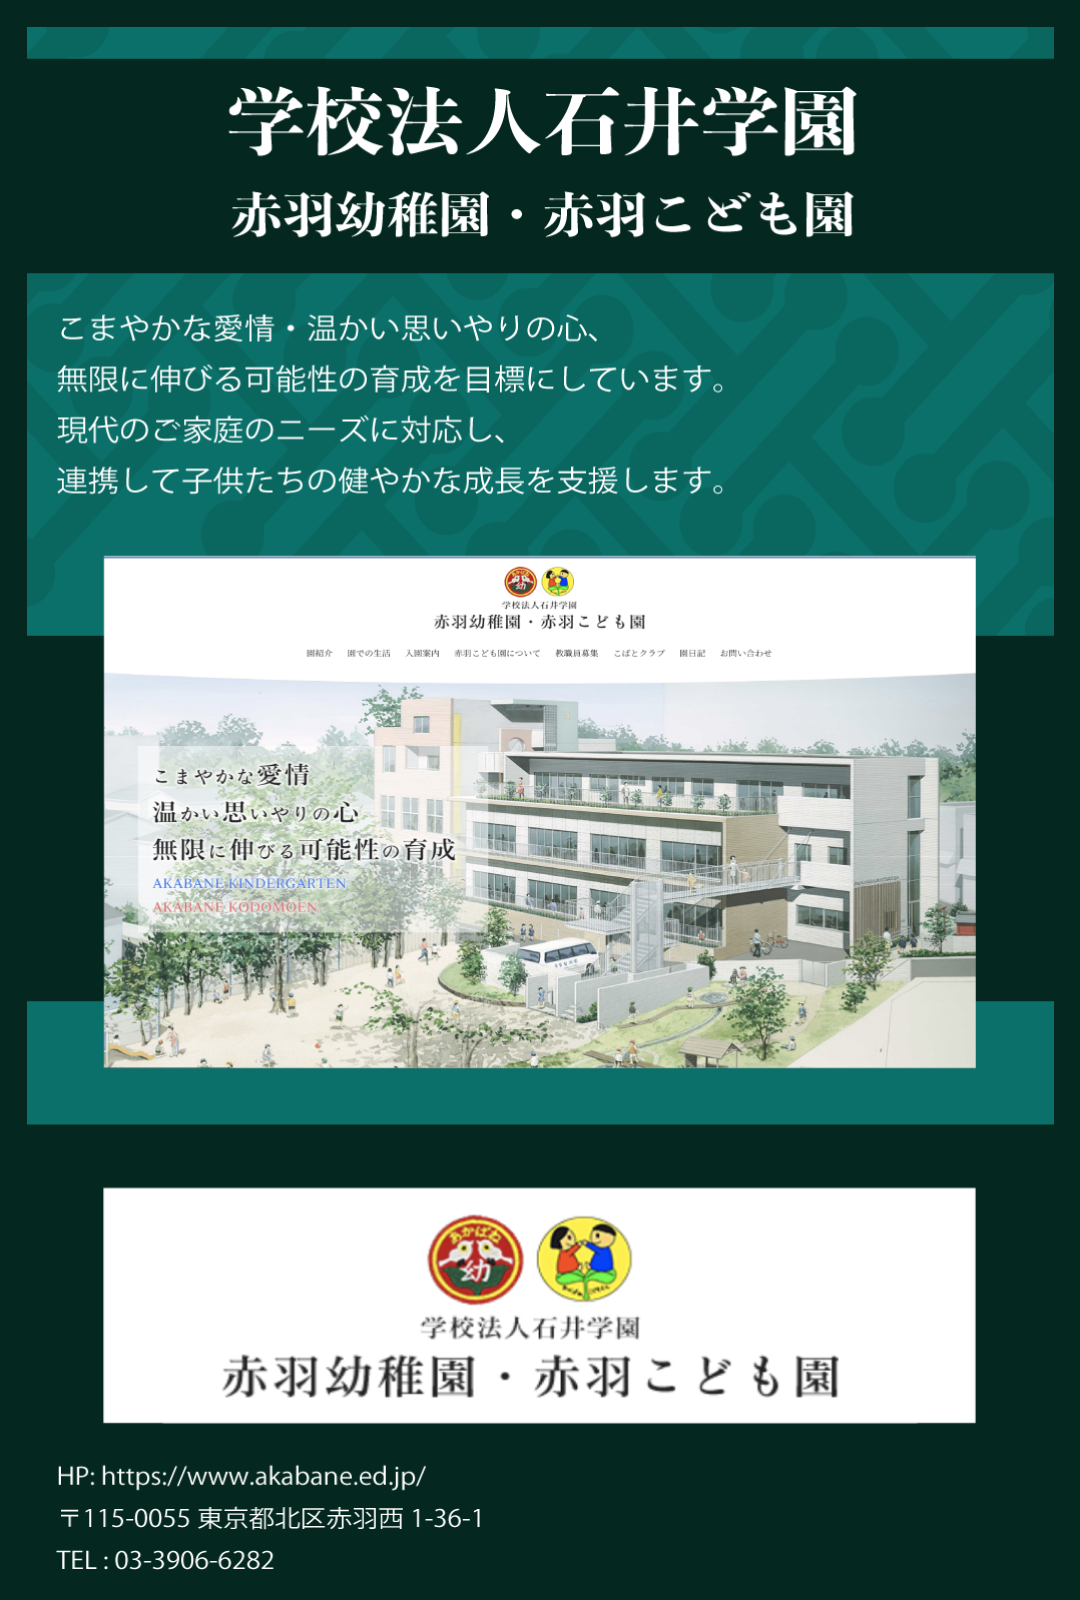 学校法人石井学園
赤羽幼稚園・赤羽こども園
こまやかな愛情・温かい思いやりの心、
無限に伸びる可能性の育成を目標にしています。
現代のご家庭のニーズに対応し、
連携して子供たちの健やかな成長を支援します。
学校法人石井学園
赤羽幼稚園・赤羽こども園
園紹介 園での生活 入園案内 赤羽こども園について 教職員募集 こばとクラブ 園日記 お問い合わせ
こまやかな愛情
温かい思いやりの心
無限に伸びる可能性の育成
AKABANE KINDERGARTEN
AKABANE KODOMOEN
あかばね
幼
学校法人石井学園
赤羽幼稚園・赤羽こども園
HP: https://www.akabane.ed.jp/
〒115-0055 東京都北区赤羽西 1-36-1
TEL : 03-3906-6282